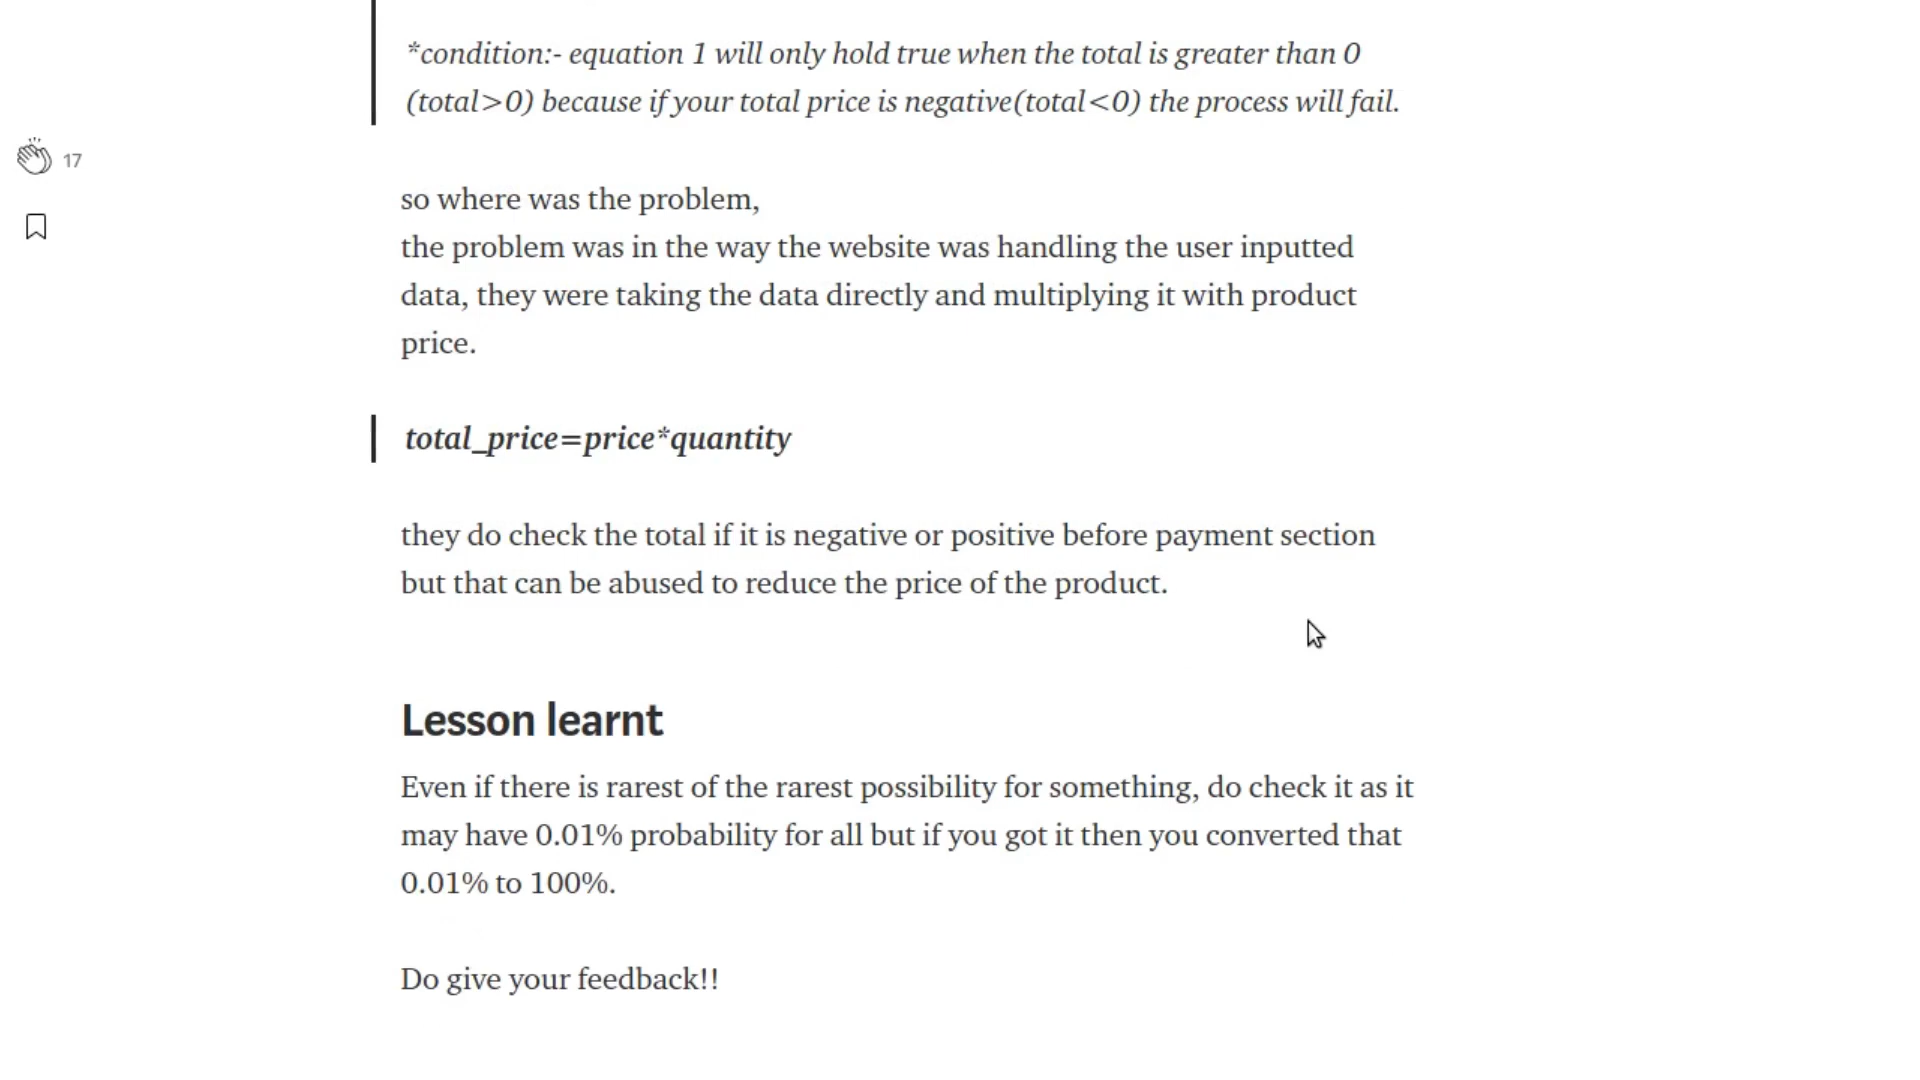 *condition:- equation 1 will only hold true when the total is greater than 0
(total>0) because if your total price is negative(total<0) the process will fail.
17
so where was the problem,
the problem was in the way the website was handling the user inputted
data, they were taking the data directly and multiplying it with product
price.
total_price=price*quantity
they do check the total if it is negative or positive before payment section
but that can be abused to reduce the price of the product.
Lesson learnt
Even if there is rarest of the rarest possibility for something, do check it as it
may have 0.01% probability for all but if you got it then you converted that
0.01% to 100%.
Do give your feedback!!